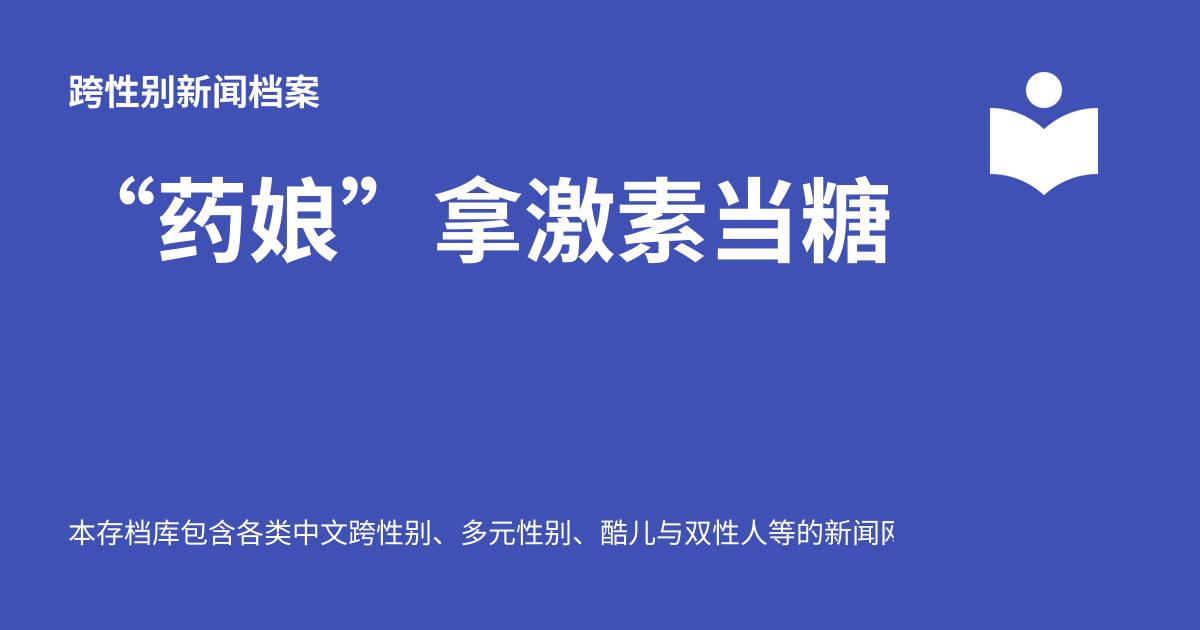 跨性别新闻档案
“药娘” 拿激素当糖
本存档库包含各类中文跨性别、多元性别、酷儿与双性人等的新闻